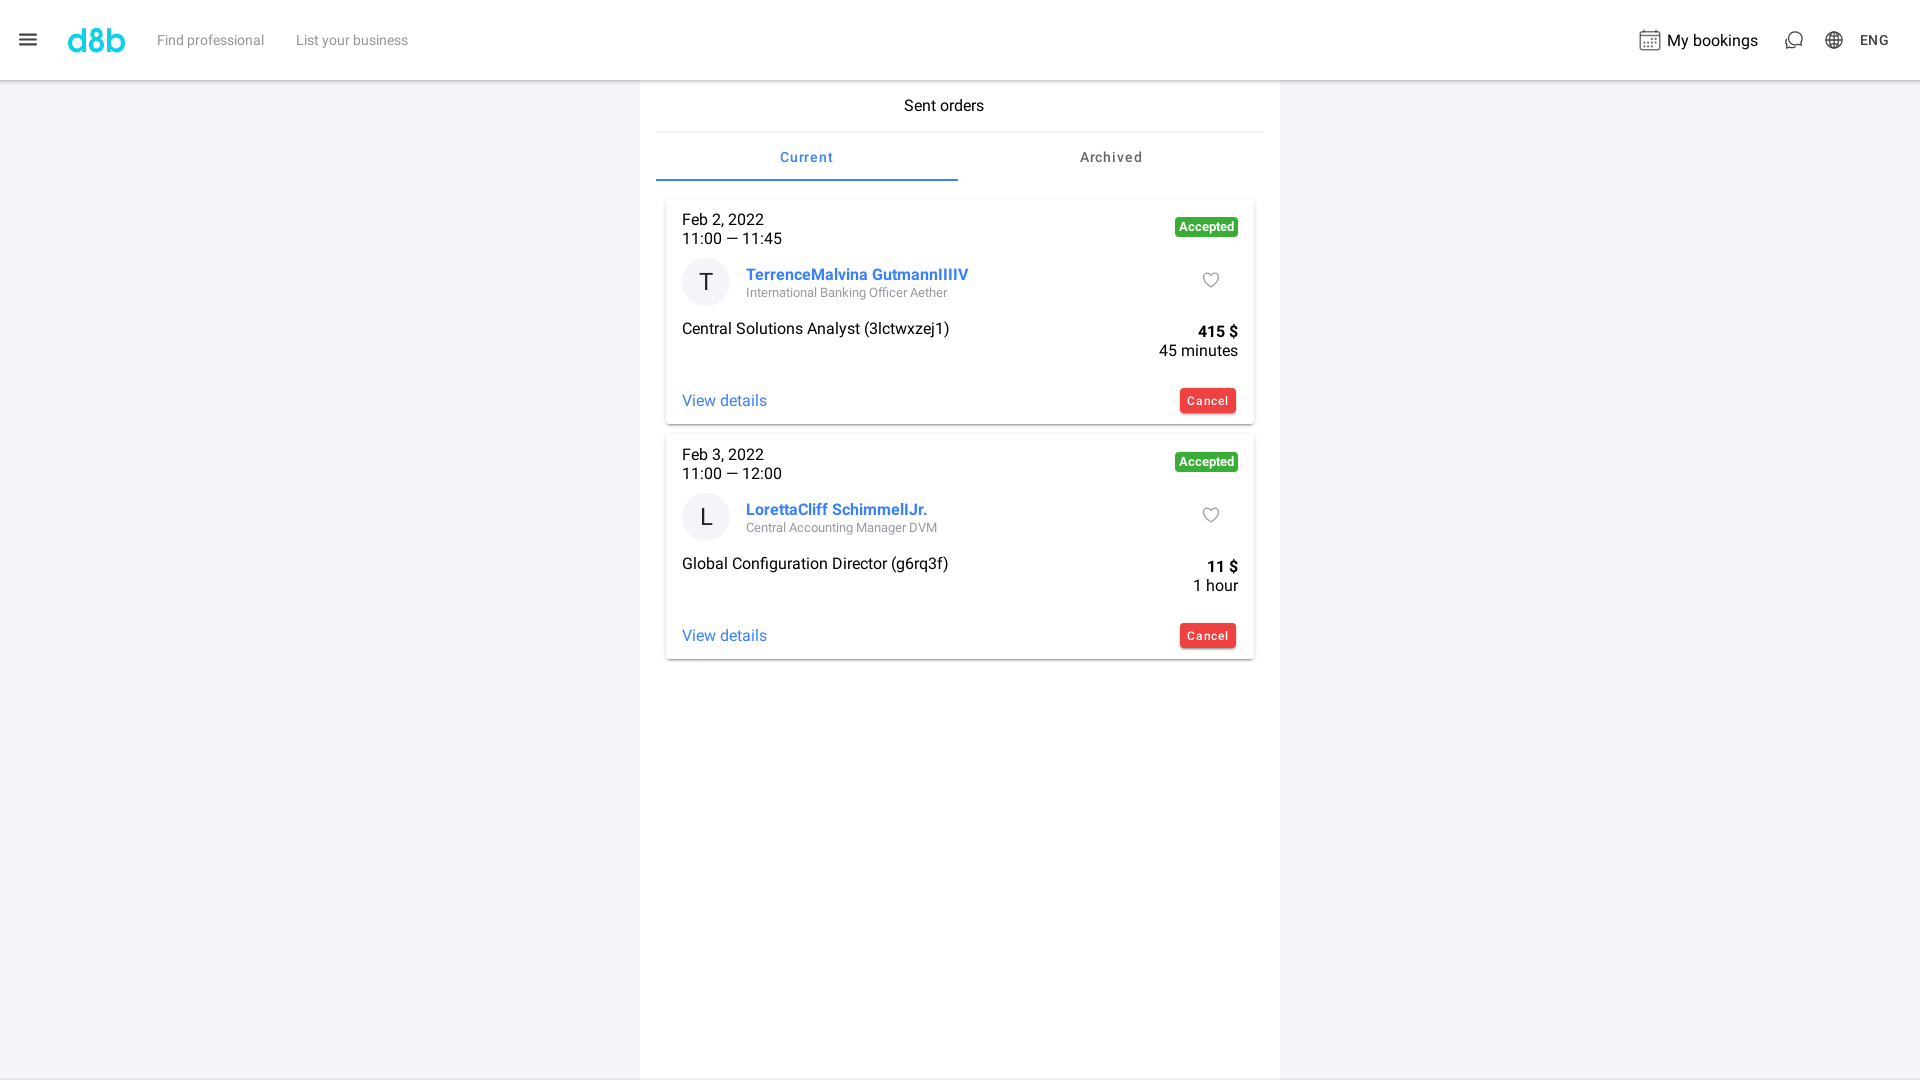 d8b
Find professional
List your business
My bookings
ENG
Sent orders
Current
Archived
Feb 2, 2022
11:00 — 11:45
Accepted
T
TerrenceMalvina GutmannIIIIV
International Banking Officer Aether
Central Solutions Analyst (3lctwxzej1)
415 $
45 minutes
View details
Cancel
Feb 3, 2022
11:00 — 12:00
Accepted
L
LorettaCliff SchimmelIJr.
Central Accounting Manager DVM
Global Configuration Director (g6rq3f)
11 $
1 hour
View details
Cancel